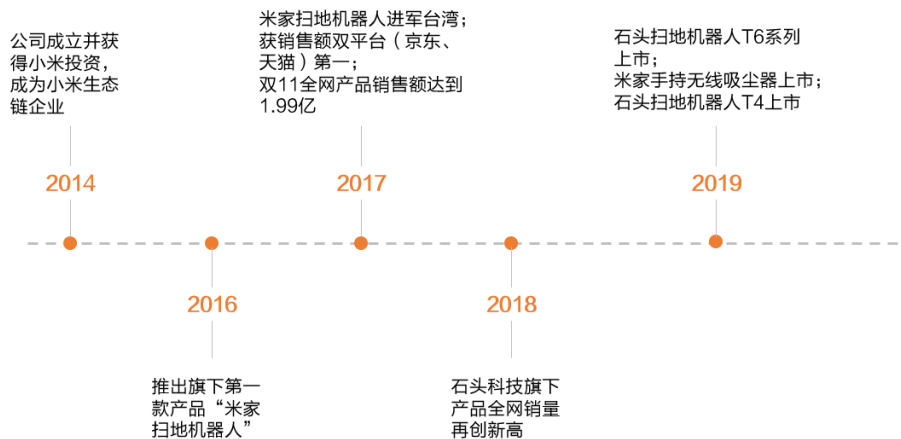 公司成立并获
得小米投资，
成为小米生态
链企业
2014
推出旗下第一
款产品“米家
扫地机器人”
2016
米家扫地机器人进军台湾；
获销售额双平台（京东、
天猫）第一；
双11全网产品销售额达到
1.99亿
2017
2018
石头科技旗下
产品全网销量
再创新高
石头扫地机器人T6系列
上市；
米家手持无线吸尘器上市；
石头扫地机器人T4上市
2019